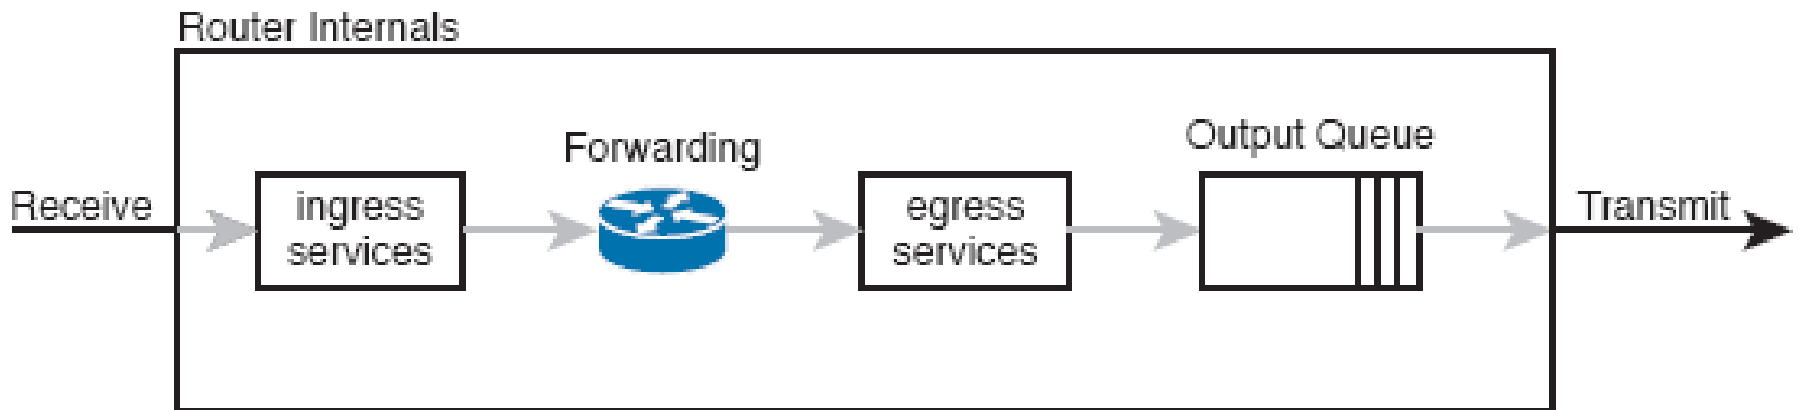 Router Internals
Receive
ingress
services
Forwarding
egress
services
Output Queue
Transmit